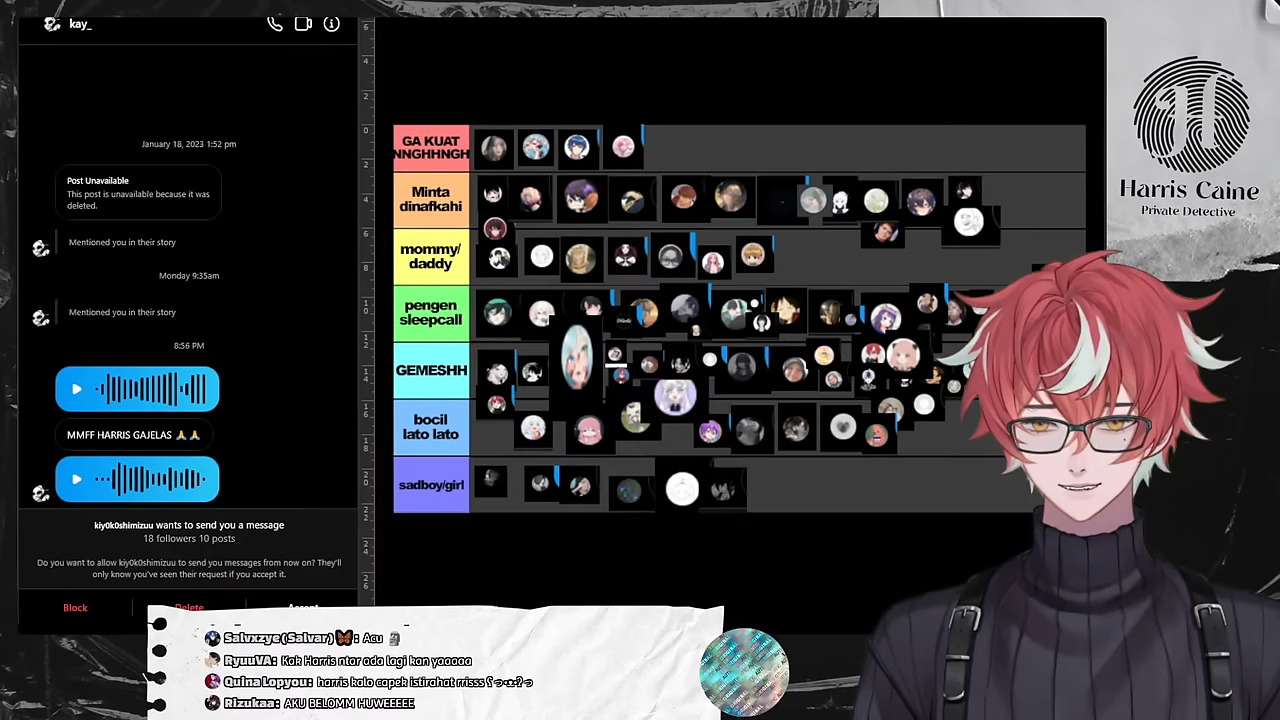 kay_
January 18, 2023 1:52 pm
Post Unavailable
This post is unavailable because it was
deleted.
Mentioned you in their story
Monday 9:35am
Mentioned you in their story
8:56 PM
MMFF HARRIS GAJELAS 🙏🙏
kiy0k0shimizuu wants to send you a message
18 followers 10 posts
Do you want to allow kiy0k0shimizuu to send you messages from now on? They'll
only know you've seen their request if you accept it.
Block
Delete
Accept
GA KUAT
NNGHHNGH
Minta
dinafkahi
mommy/
daddy
pengen
sleepcall
GEMESHH
bocil
lato lato
sadboy/girl
Harris Caine
Private Detective
Salvxzye(Salvar)🦋: Acu 🗿
RyuuVA: Kak Harris ntar ada lagi kan yaaaaa
Quina Lopyou: harris kalo capek istirahat rrisss
Rizukaa: AKU BELOMM HUWEEEEE